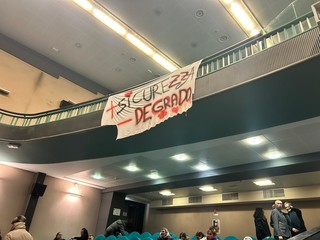 + SICUREZZA
- DEGRADO